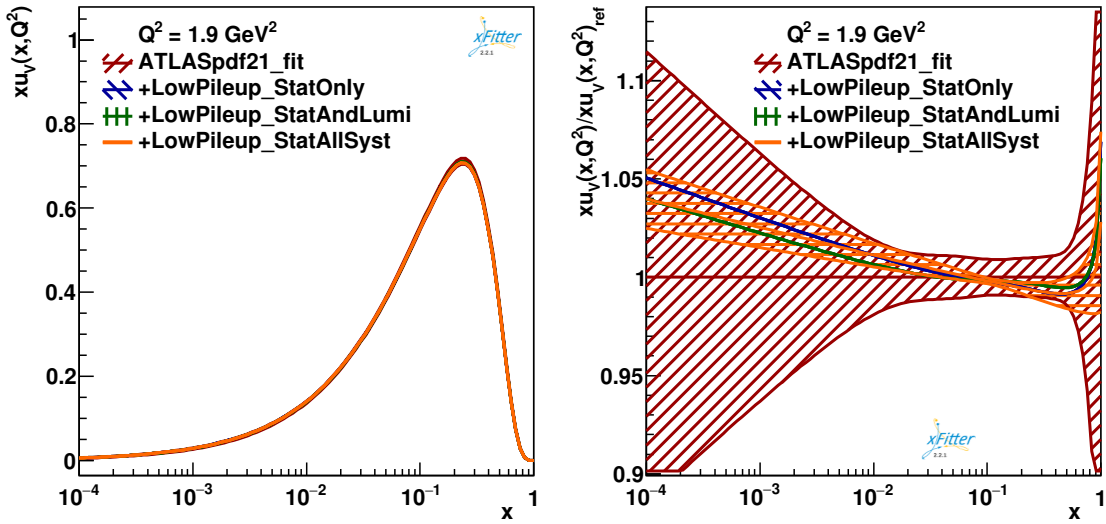 xu_V(x,Q²)
1
0.8
0.6
0.4
0.2
0
Q² = 1.9 GeV²
ATLASpdf21_fit
+LowPileup_StatOnly
+LowPileup_StatAndLumi
+LowPileup_StatAllSyst
xFitter
2.2.1
10⁻⁴ 10⁻³ 10⁻² 10⁻¹ 1
x
xu_V(x,Q²)/xu_V(x,Q²)_ref
1.1
1.05
1
0.95
0.9
Q² = 1.9 GeV²
ATLASpdf21_fit
+LowPileup_StatOnly
+LowPileup_StatAndLumi
+LowPileup_StatAllSyst
xFitter
2.2.1
10⁻⁴ 10⁻³ 10⁻² 10⁻¹ 1
x